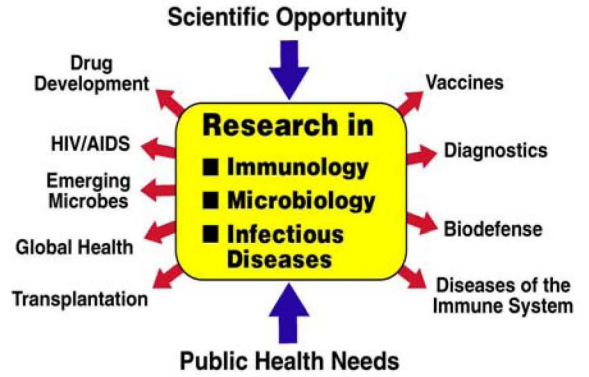 Scientific Opportunity
Drug
Development
HIV/AIDS
Emerging
Microbes
Global Health
Transplantation
Research in
■ Immunology
■ Microbiology
■ Infectious
Diseases
Vaccines
Diagnostics
Biodefense
Diseases of the
Immune System
Public Health Needs